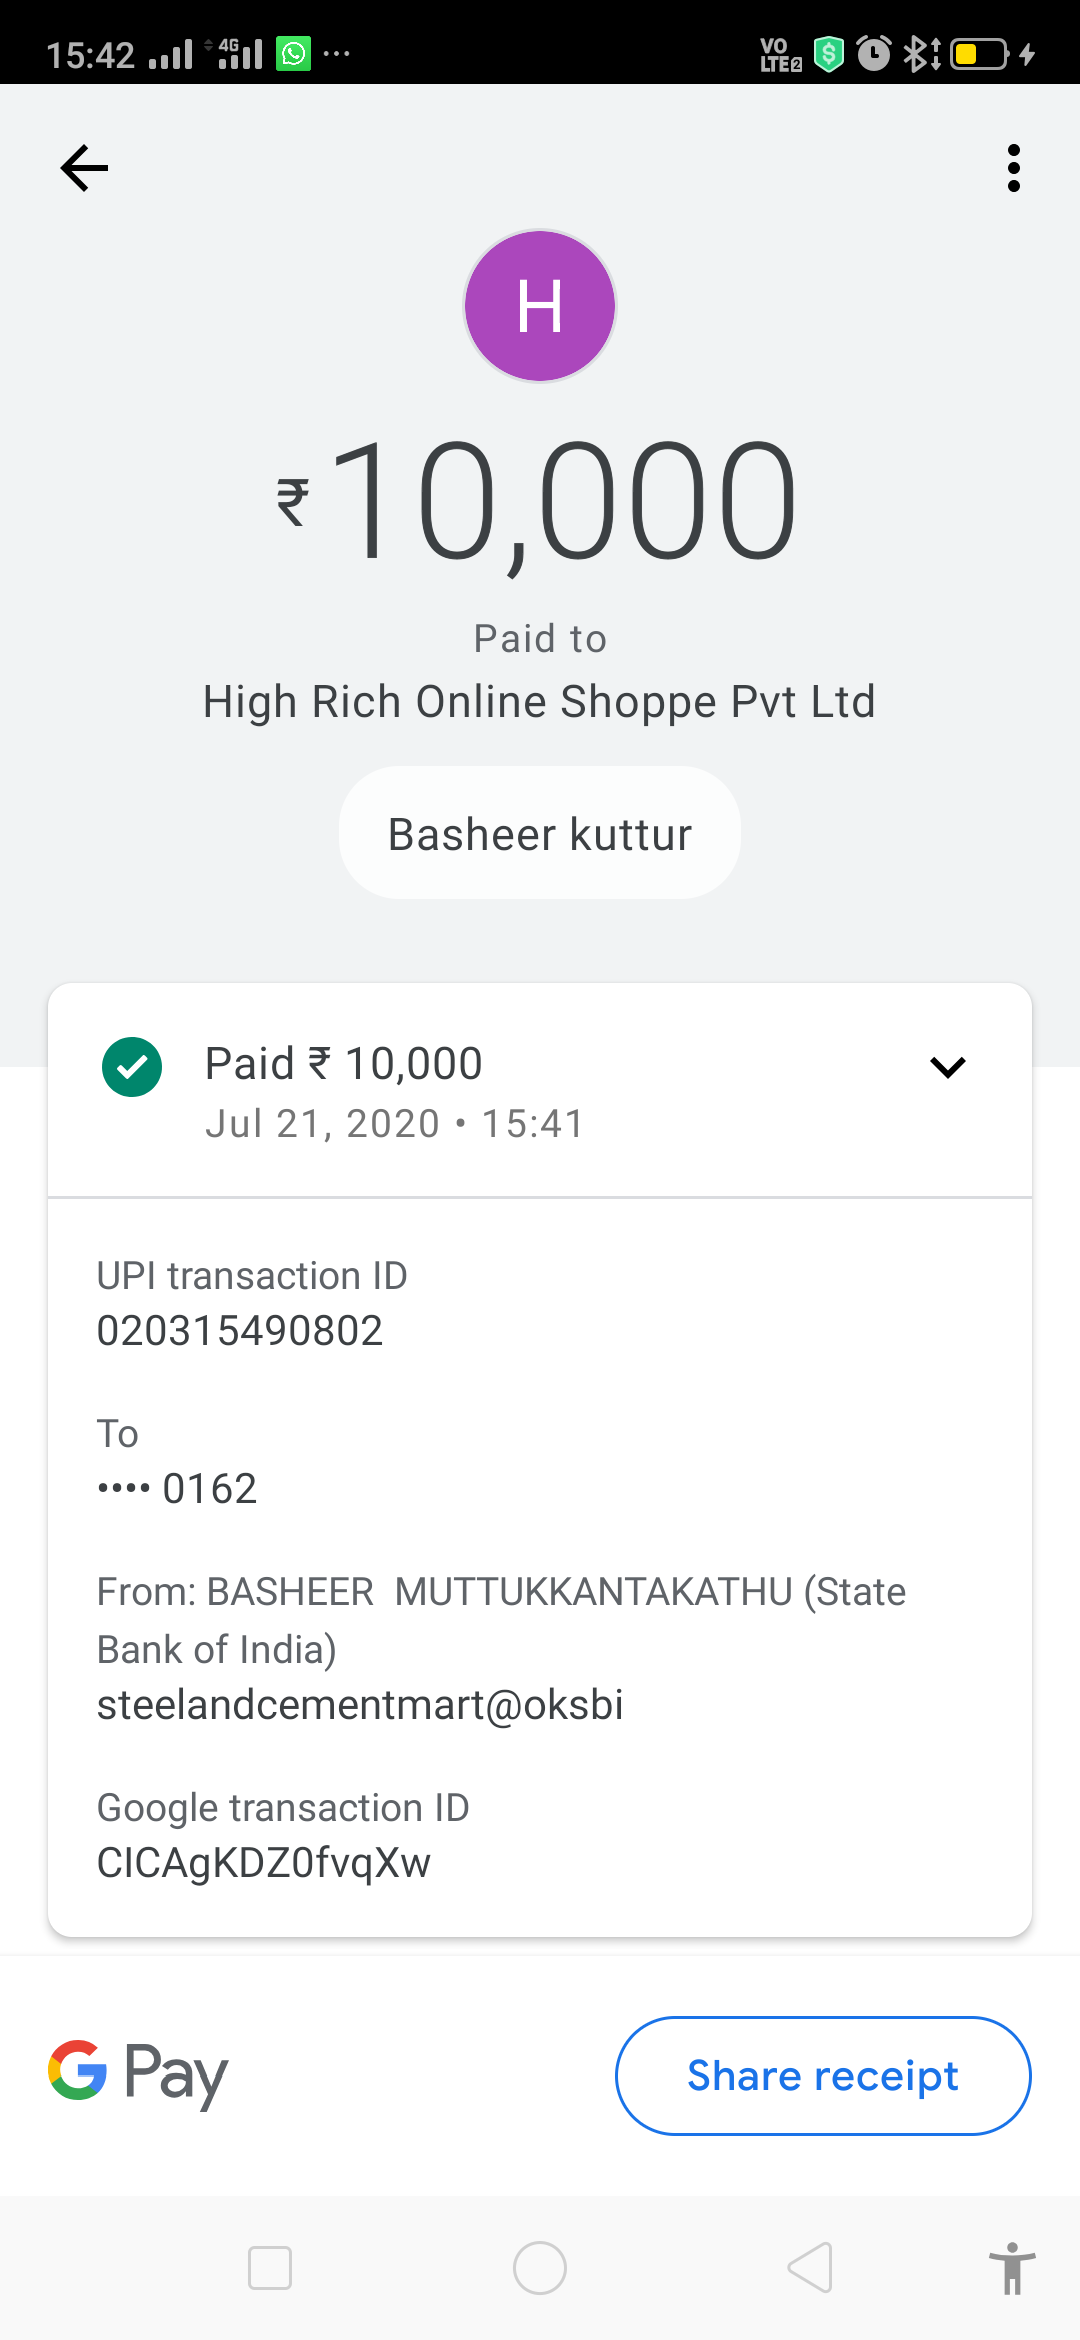 15:42 4G VO LTE2
H
₹10,000
Paid to
High Rich Online Shoppe Pvt Ltd
Basheer kuttur
Paid ₹ 10,000
Jul 21, 2020 • 15:41
UPI transaction ID
020315490802
To
•••• 0162
From: BASHEER  MUTTUKKANTAKATHU (State
Bank of India)
steelandcementmart@oksbi
Google transaction ID
CICAgKDZ0fvqXw
G Pay
Share receipt